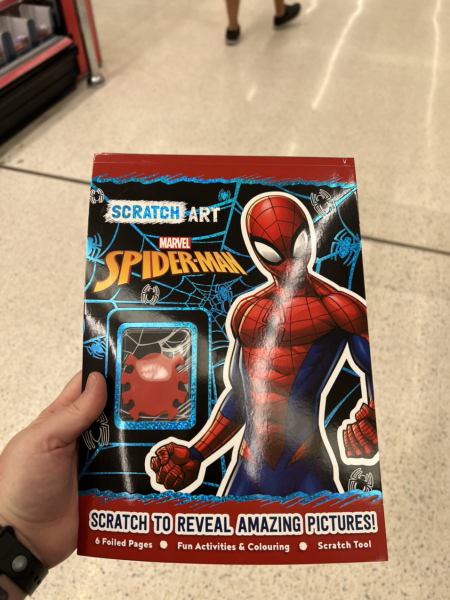 SCRATCH ART
MARVEL
SPIDER-MAN
SCRATCH TO REVEAL AMAZING PICTURES!
6 Foiled Pages • Fun Activities & Colouring • Scratch Tool